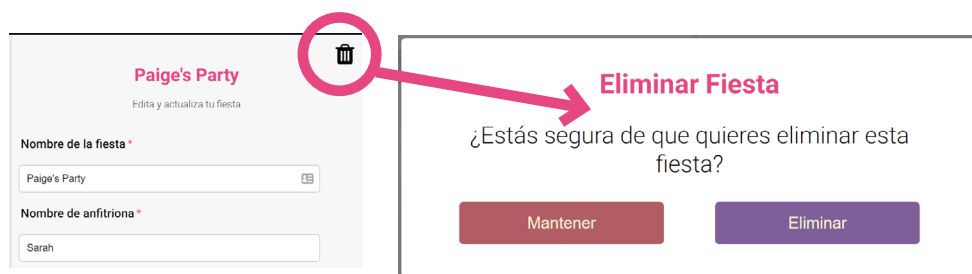 Paige's Party
Edita y actualiza tu fiesta
Nombre de la fiesta *
Paige's Party
Nombre de anfitriona *
Sarah
Eliminar Fiesta
¿Estás segura de que quieres eliminar esta
fiesta?
Mantener
Eliminar